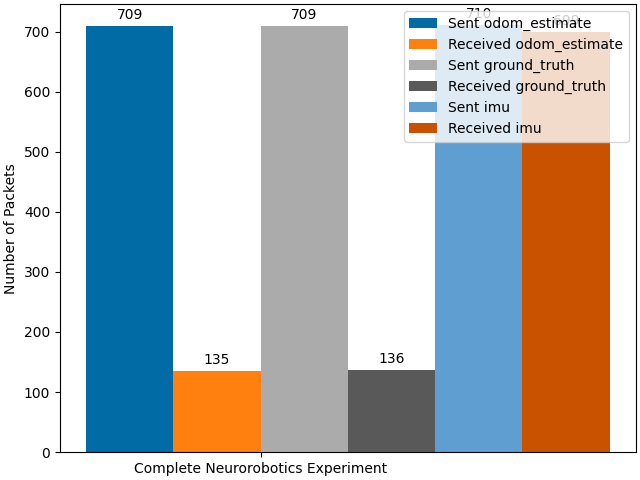 709
709
710
Sent odom_estimate
Received odom_estimate
Sent ground_truth
Received ground_truth
Sent imu
Received imu
135
136
700
600
500
400
300
200
100
0
Number of Packets
Complete Neurorobotics Experiment